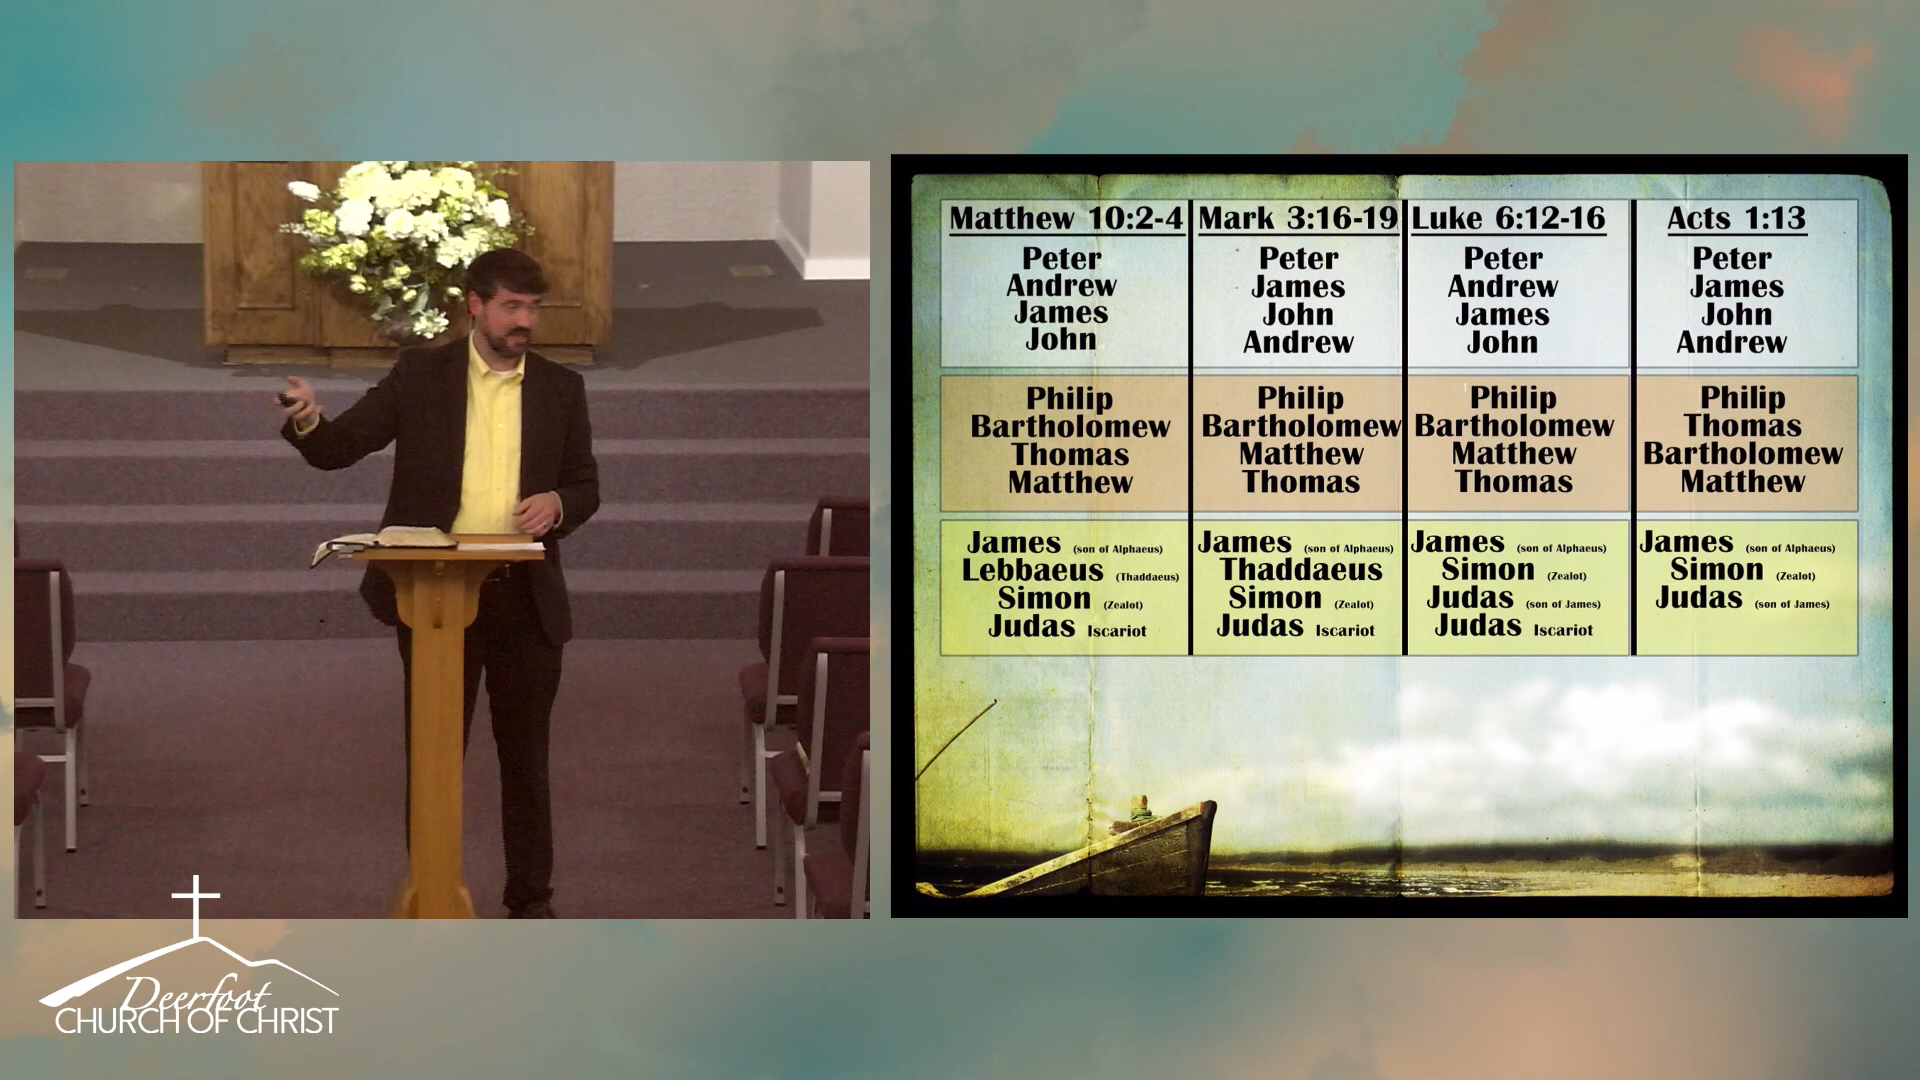 Matthew 10:2-4
Peter
Andrew
James
John
Philip
Bartholomew
Thomas
Matthew
James (son of Alphaeus)
Lebbaeus (Thaddaeus)
Simon (Zealot)
Judas Iscariot
Mark 3:16-19
Peter
James
John
Andrew
Philip
Bartholomew
Matthew
Thomas
James (son of Alphaeus)
Thaddaeus
Simon (Zealot)
Judas Iscariot
Luke 6:12-16
Peter
Andrew
James
John
Philip
Bartholomew
Matthew
Thomas
James (son of Alphaeus)
Simon (Zealot)
Judas (son of James)
Judas Iscariot
Acts 1:13
Peter
James
John
Andrew
Philip
Thomas
Bartholomew
Matthew
James (son of Alphaeus)
Simon (Zealot)
Judas (son of James)
Deerfoot
CHURCH OF CHRIST